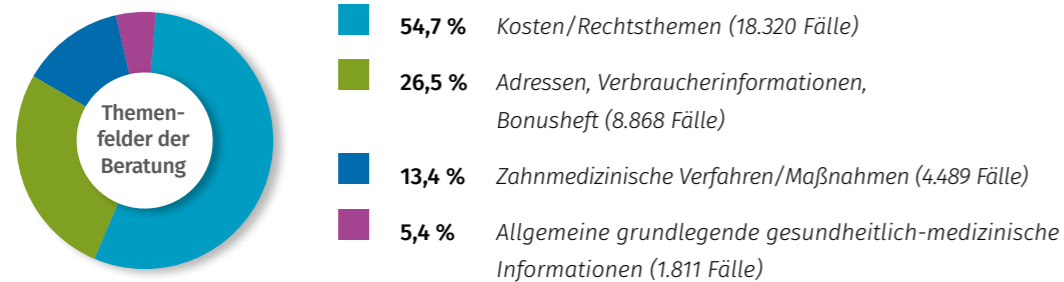 Themen-
felder der
Beratung
54,7 % Kosten/Rechtsthemen (18.320 Fälle)
26,5 % Adressen, Verbraucherinformationen,
Bonusheft (8.868 Fälle)
13,4 % Zahnmedizinische Verfahren/Maßnahmen (4.489 Fälle)
5,4 % Allgemeine grundlegende gesundheitlich-medizinische
Informationen (1.811 Fälle)